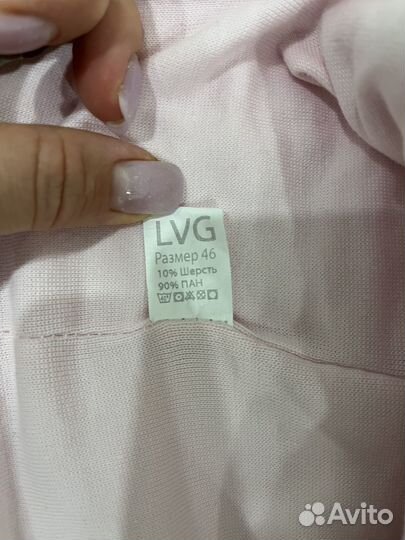 LVG
Размер 46
10% Шерсть
90% ПАН
Avito